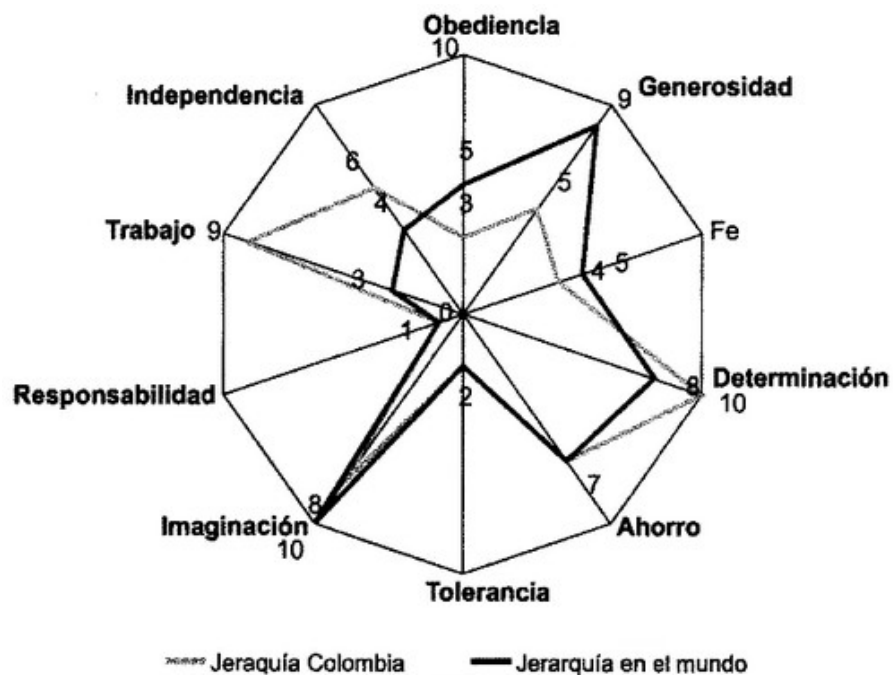 Obediencia
10
Independencia
Generosidad
9
6
5
5
4
3
Trabajo
9
Fe
3
4
5
0
1
Responsabilidad
8
Determinación
10
2
7
8
Imaginación
10
Ahorro
Tolerancia
Jeraquía Colombia
Jerarquía en el mundo